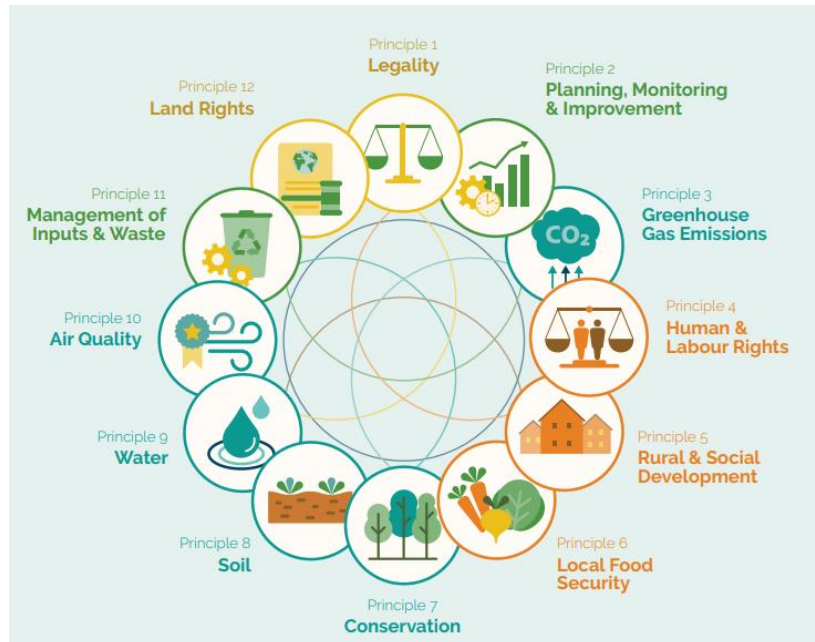 Principle 1
Legality
Principle 2
Planning, Monitoring
& Improvement
Principle 3
Greenhouse
Gas Emissions
CO₂
Principle 4
Human &
Labour Rights
Principle 5
Rural & Social
Development
Principle 6
Local Food
Security
Principle 7
Conservation
Principle 8
Soil
Principle 9
Water
Principle 10
Air Quality
Principle 11
Management of
Inputs & Waste
Principle 12
Land Rights